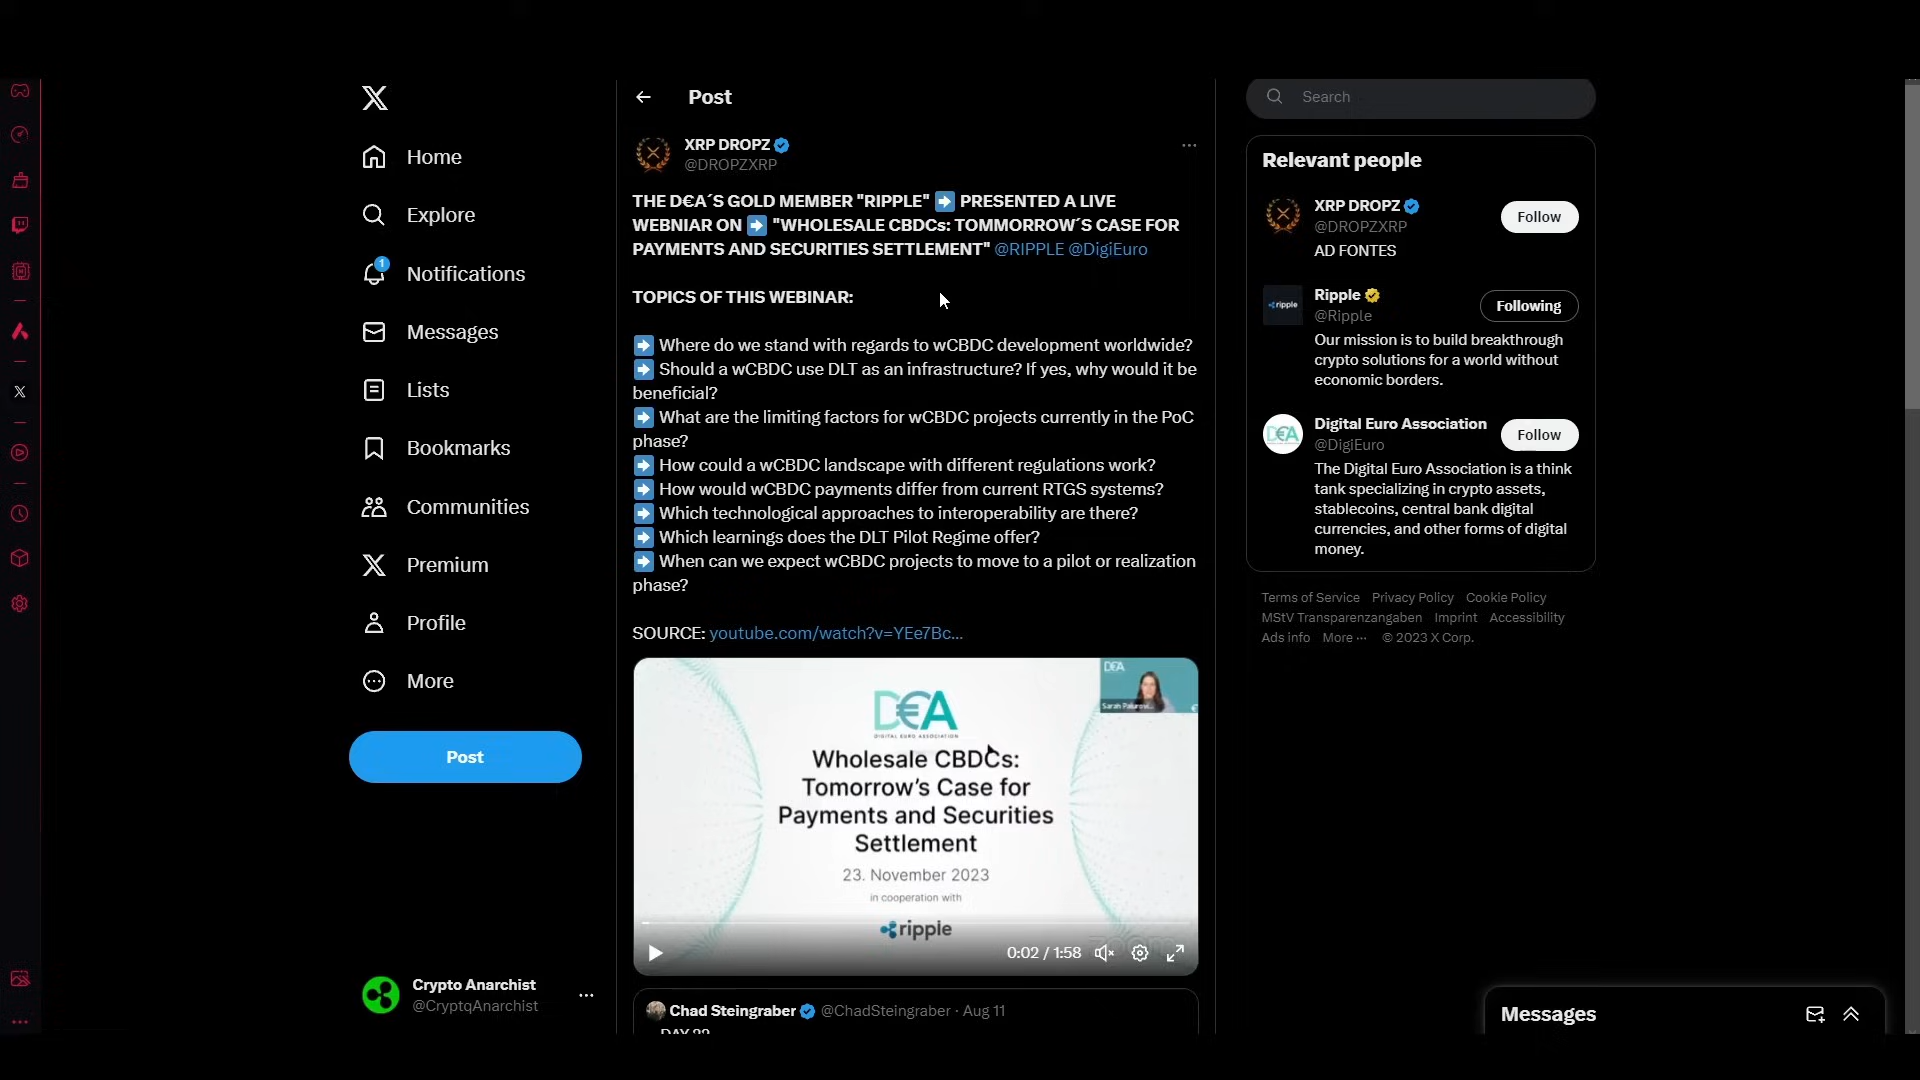 Home
Explore
1
Notifications
Messages
Lists
Bookmarks
Communities
Premium
Profile
More
Post
Crypto Anarchist
@CryptqAnarchist
Post
XRP DROPZ
@DROPZXRP
THE D€A´S GOLD MEMBER "RIPPLE" ➡ PRESENTED A LIVE
WEBNIAR ON ➡ "WHOLESALE CBDCs: TOMMORROW´S CASE FOR
PAYMENTS AND SECURITIES SETTLEMENT" @RIPPLE @DigiEuro
TOPICS OF THIS WEBINAR:
➡ Where do we stand with regards to wCBDC development worldwide?
➡ Should a wCBDC use DLT as an infrastructure? If yes, why would it be
beneficial?
➡ What are the limiting factors for wCBDC projects currently in the PoC
phase?
➡ How could a wCBDC landscape with different regulations work?
➡ How would wCBDC payments differ from current RTGS systems?
➡ Which technological approaches to interoperability are there?
➡ Which learnings does the DLT Pilot Regime offer?
➡ When can we expect wCBDC projects to move to a pilot or realization
phase?
SOURCE: youtube.com/watch?v=YEe7Bc...
D€A
DIGITAL EURO ASSOCIATION
D€A
Wholesale CBDCs:
Tomorrow's Case for
Payments and Securities
Settlement
23. November 2023
in cooperation with
ripple
0:02 / 1:58
Chad Steingraber @ChadSteingraber · Aug 11
DAY 22
Search
Relevant people
XRP DROPZ
@DROPZXRP
Follow
AD FONTES
ripple
Ripple
@Ripple
Following
Our mission is to build breakthrough
crypto solutions for a world without
economic borders.
D€A
Digital Euro Association
@DigiEuro
Follow
The Digital Euro Association is a think
tank specializing in crypto assets,
stablecoins, central bank digital
currencies, and other forms of digital
money.
Terms of Service Privacy Policy Cookie Policy
MStV Transparenzangaben Imprint Accessibility
Ads info More ··· © 2023 X Corp.
Messages